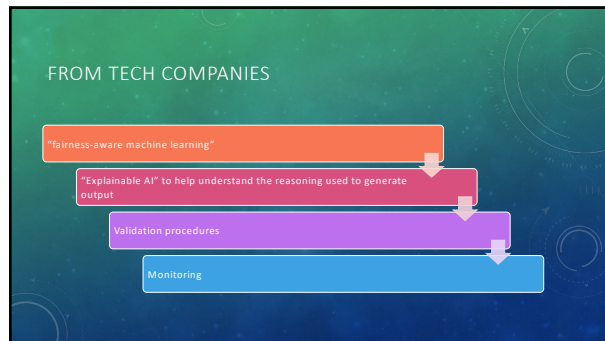 FROM TECH COMPANIES
“fairness-aware machine learning”
“Explainable AI” to help understand the reasoning used to generate
output
Validation procedures
Monitoring